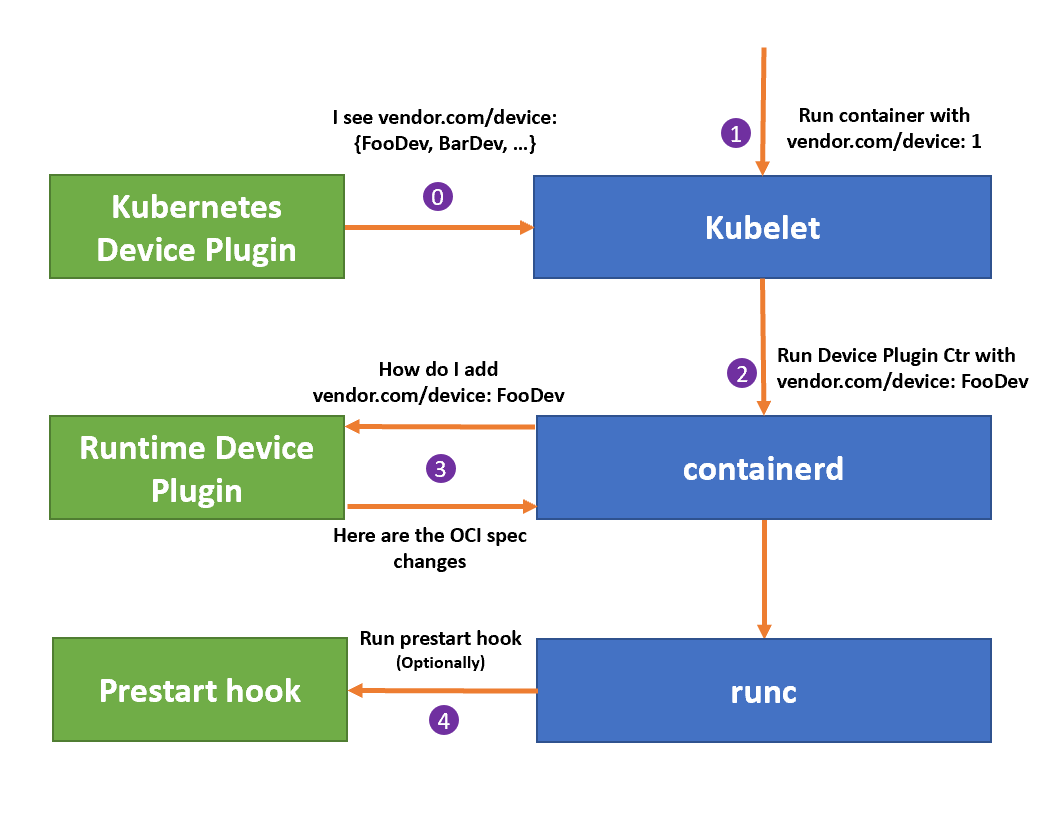 I see vendor.com/device:
{FooDev, BarDev, ...}
0
1
Run container with
vendor.com/device: 1
Kubernetes
Device Plugin
Kubelet
2
Run Device Plugin Ctr with
vendor.com/device: FooDev
How do I add
vendor.com/device: FooDev
Runtime Device
Plugin
3
containerd
Here are the OCI spec
changes
Run prestart hook
(Optionally)
Prestart hook
4
runc